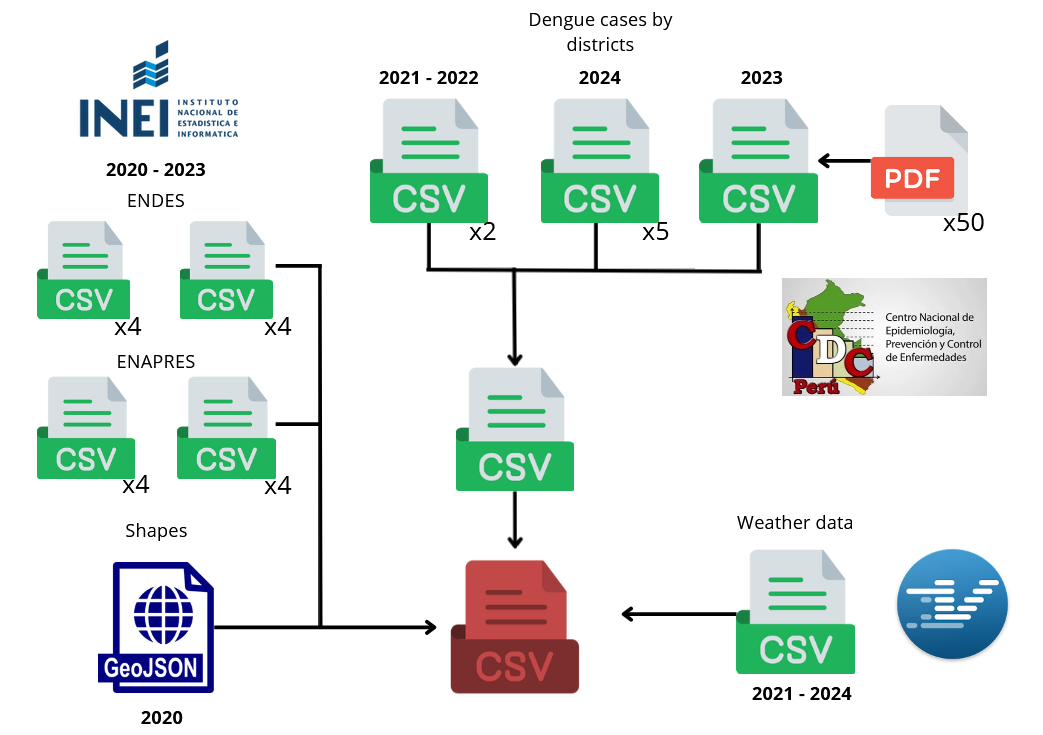 Dengue cases by
districts
2021 - 2022
2024
2023
CSV
x2
CSV
x5
CSV
PDF
x50
INEI
INSTITUTO
NACIONAL DE
ESTADISTICA E
INFORMATICA
2020 - 2023
ENDES
CSV
x4
CSV
x4
ENAPRES
CSV
x4
CSV
x4
Shapes
GeoJSON
2020
CDC
Perú
Centro Nacional de
Epidemiología,
Prevención y Control
de Enfermedades
CSV
CSV
Weather data
CSV
2021 - 2024